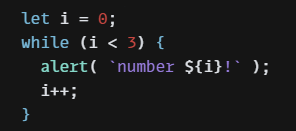 let i = 0;
while (i < 3) {
  alert( `number ${i}!` );
  i++;
}